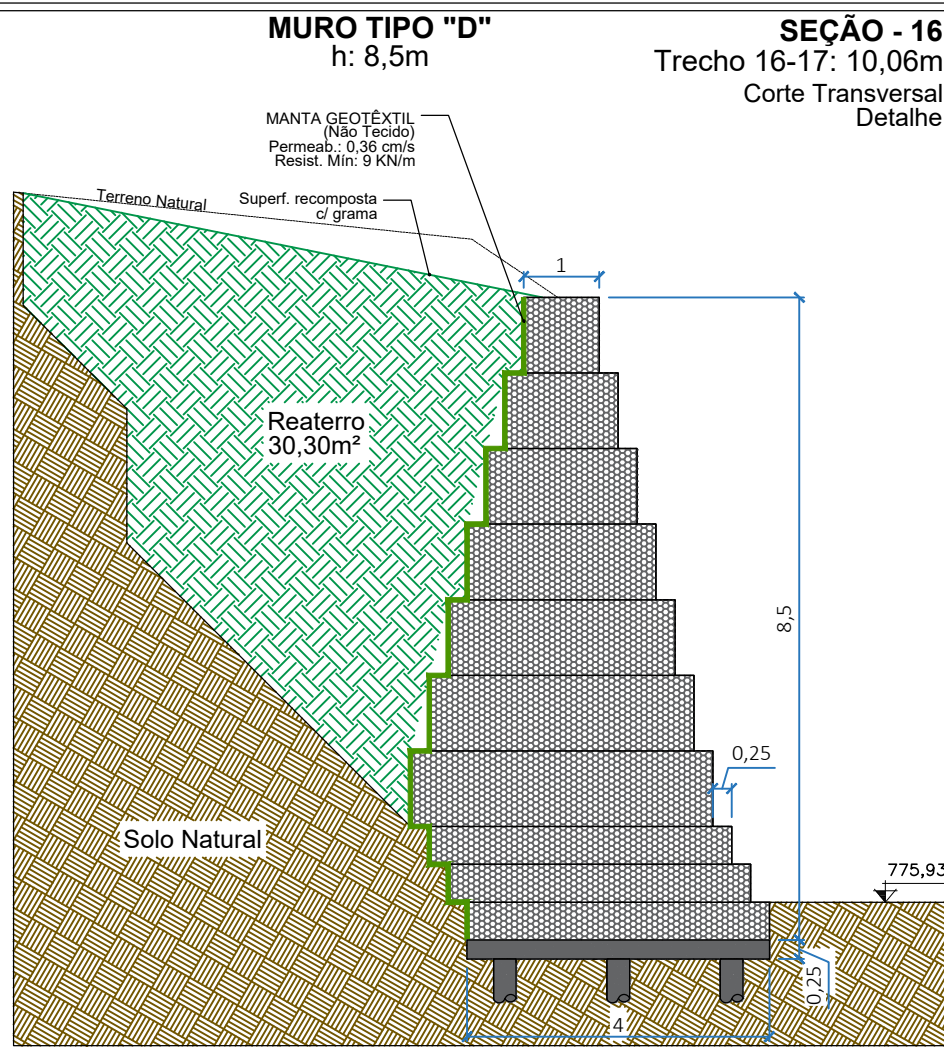 MURO TIPO "D"
h: 8,5m
SEÇÃO - 16
Trecho 16-17: 10,06m
Corte Transversal
Detalhe
MANTA GEOTÊXTIL
(Não Tecido)
Permeab.: 0,36 cm/s
Resist. Mín: 9 KN/m
Terreno Natural
Superf. recomposta
c/ grama
1
Reaterro
30,30m²
8,5
0,25
Solo Natural
775,93
0,25
4